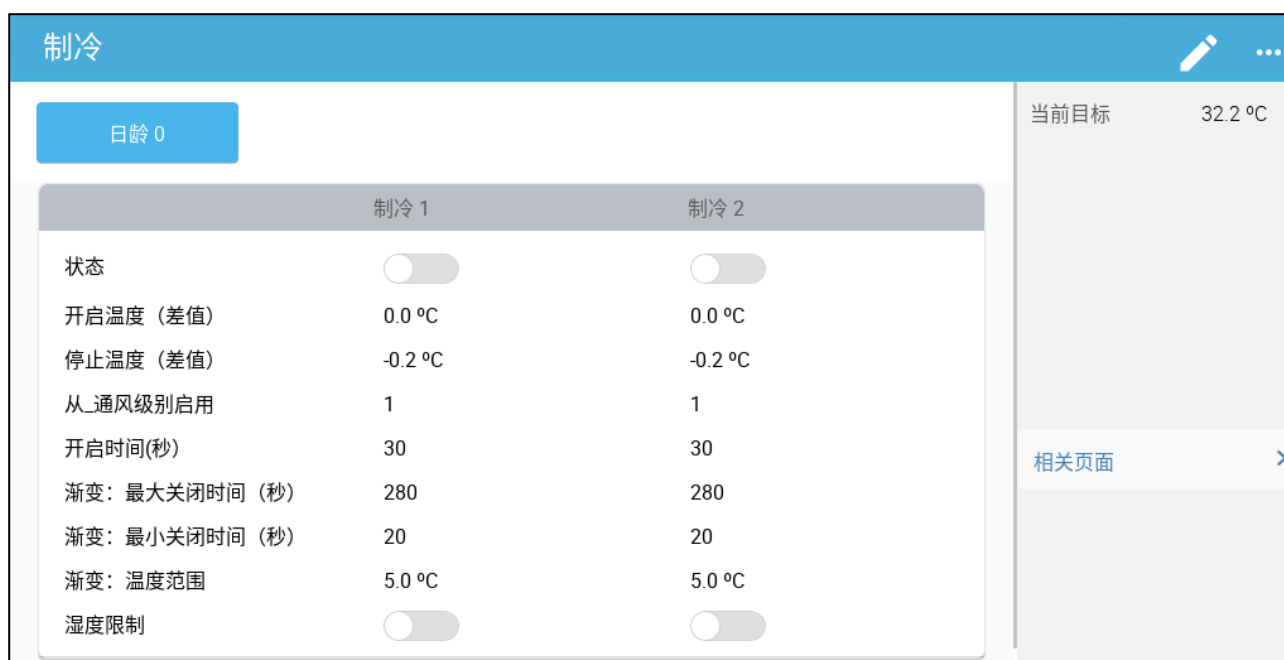 制冷
日龄 0
当前目标 32.2 ºC
制冷 1 制冷 2
状态
开启温度（差值） 0.0 ºC 0.0 ºC
停止温度（差值） -0.2 ºC -0.2 ºC
从_通风级别启用 1 1
开启时间(秒） 30 30
相关页面
渐变：最大关闭时间（秒） 280 280
渐变：最小关闭时间（秒） 20 20
渐变：温度范围 5.0 ºC 5.0 ºC
湿度限制